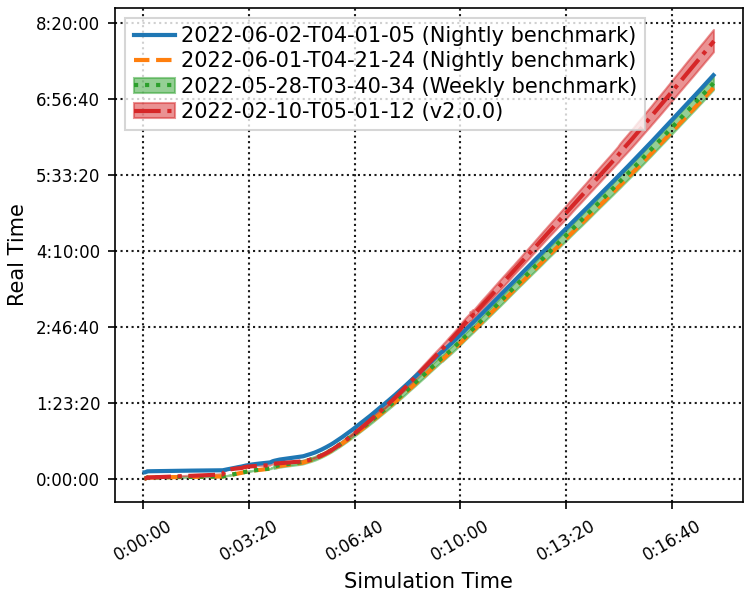 8:20:00
6:56:40
5:33:20
4:10:00
2:46:40
1:23:20
0:00:00
Real Time
2022-06-02-T04-01-05 (Nightly benchmark)
2022-06-01-T04-21-24 (Nightly benchmark)
2022-05-28-T03-40-34 (Weekly benchmark)
2022-02-10-T05-01-12 (v2.0.0)
0:00:00
0:03:20
0:06:40
0:10:00
0:13:20
0:16:40
Simulation Time